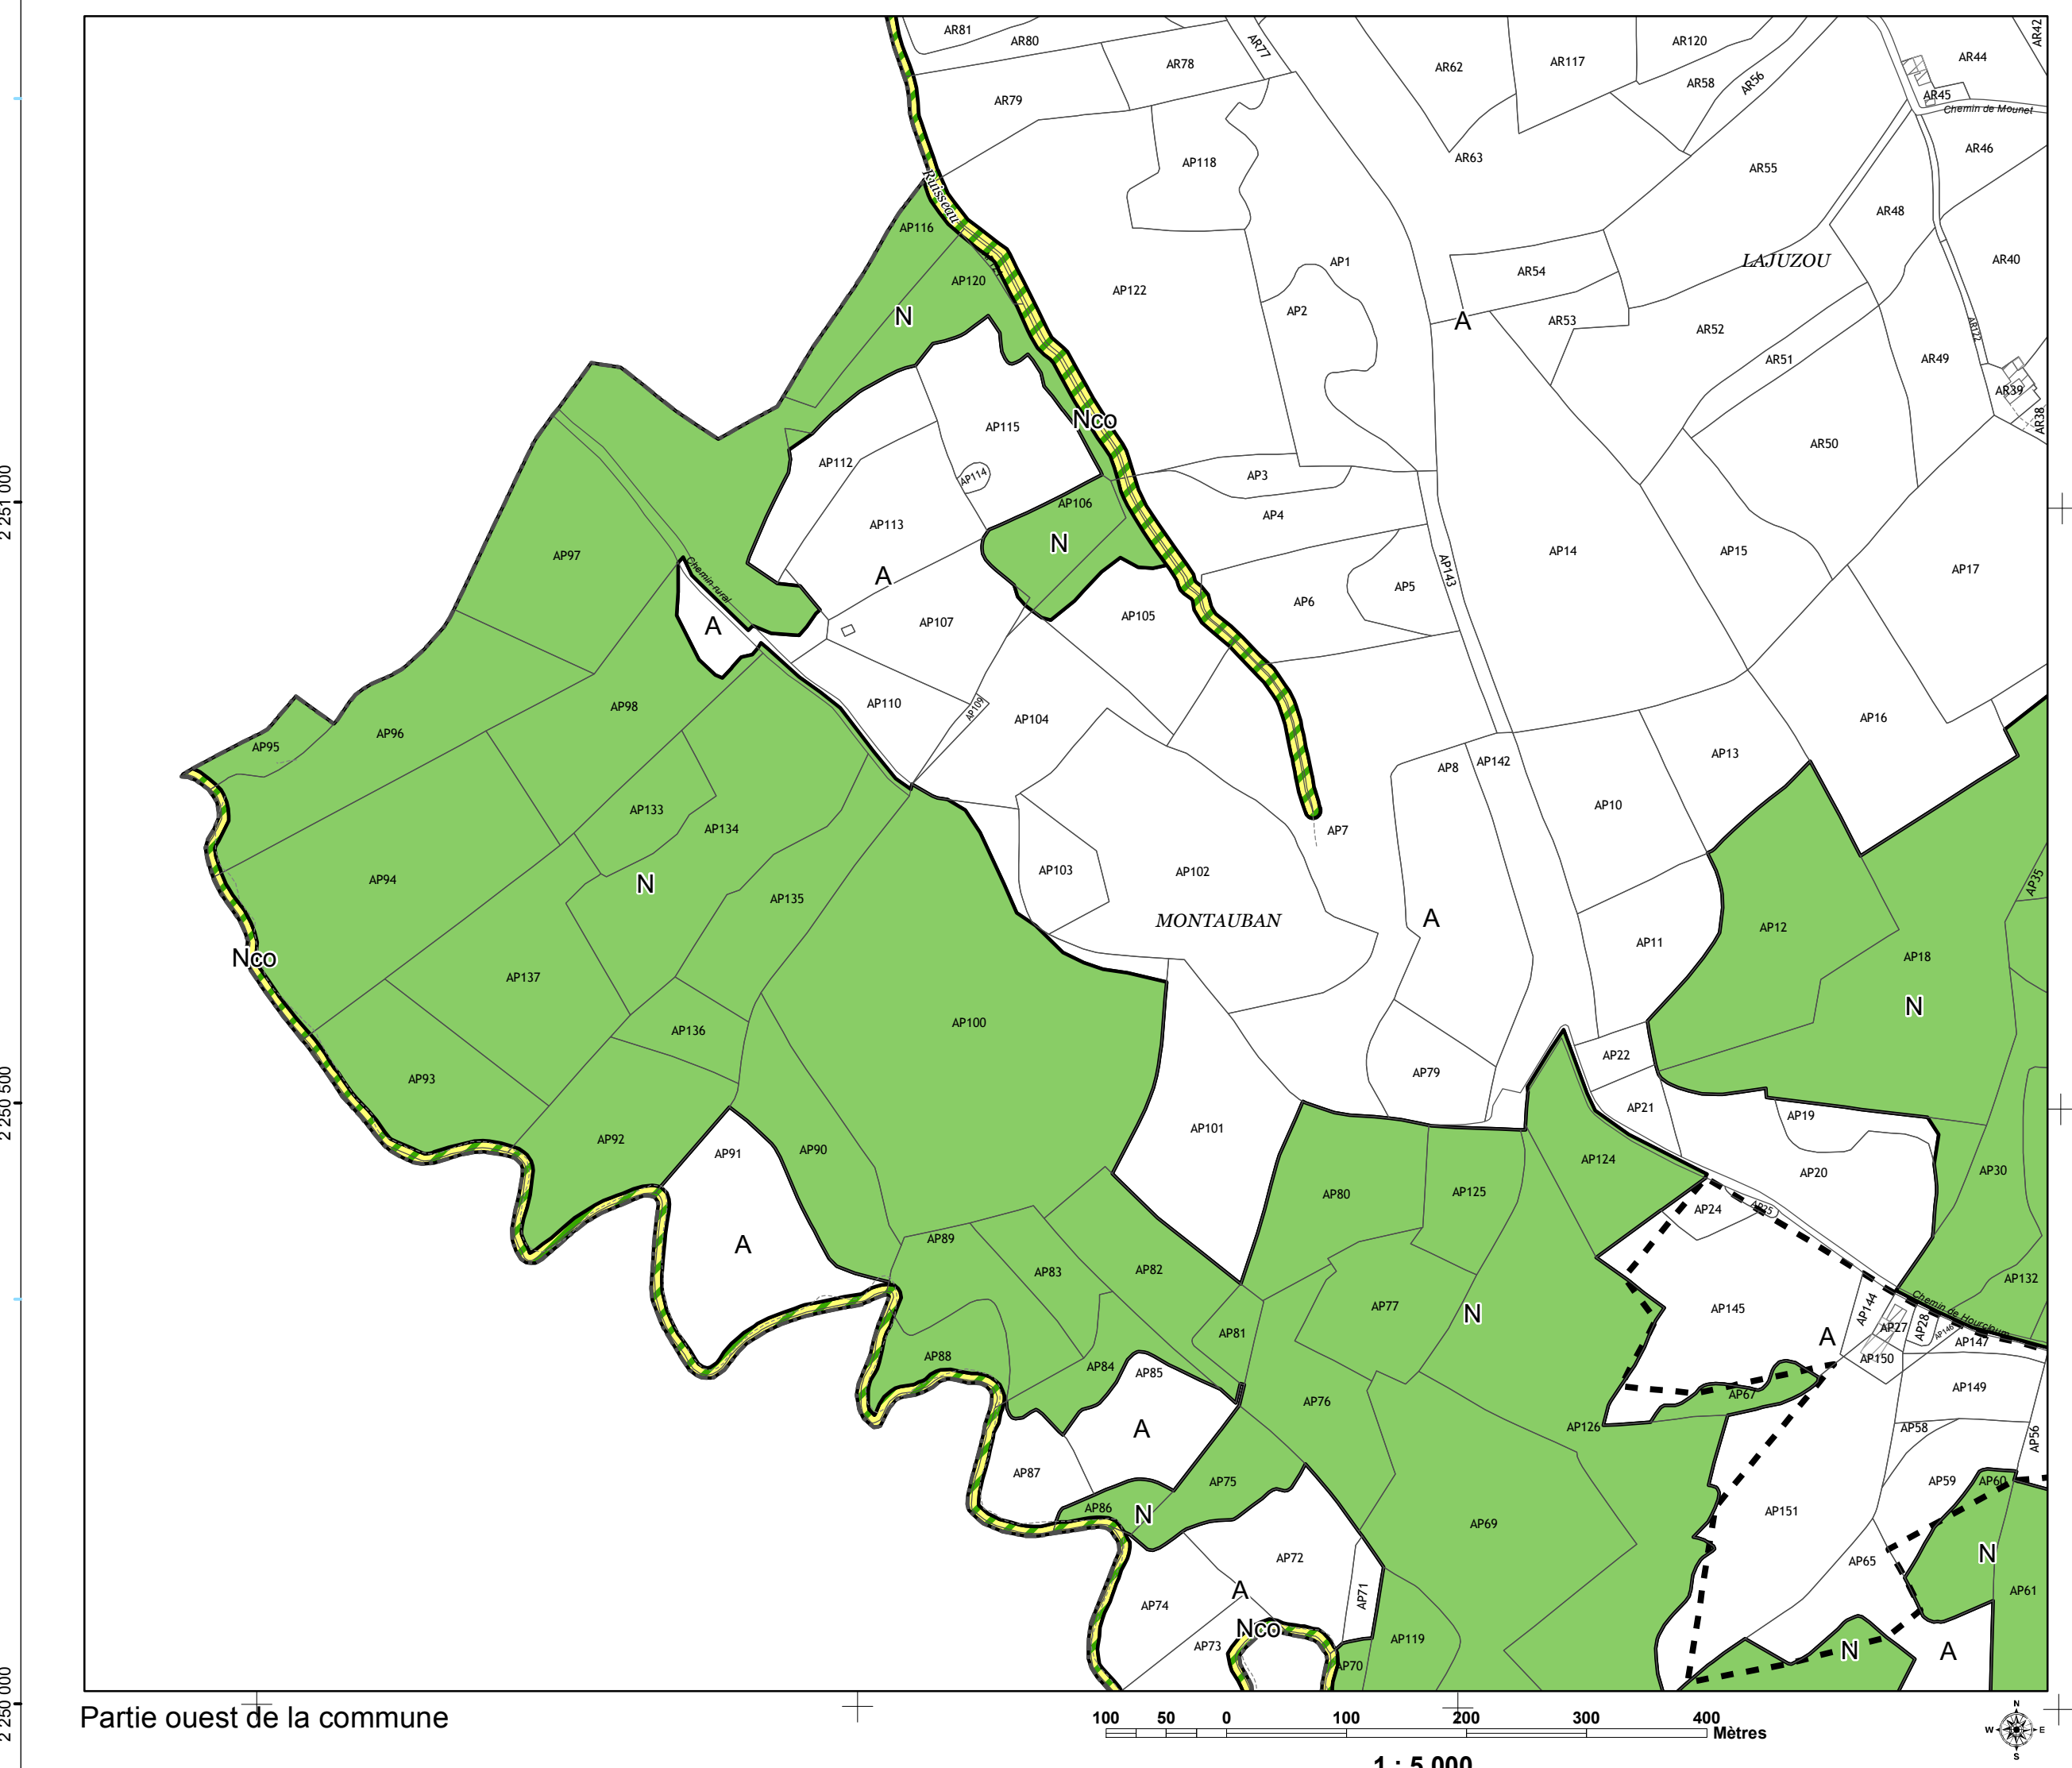 AR81
AR80
AR77
AR62
AR117
AR120
AR44
AR42
AR78
AR58
AR56
AR79
AR45
Chemin de Mounet
AR63
AR46
AP118
AR55
Ruisseau
AR48
AP116
LAJUZOU
AR40
AP120
AP122
AP1
AR54
N
AP2
A
AR53
AR52
AR122
AR51
AR49
AR39
Nco
AR38
AP115
AR50
AP112
AP114
AP3
2 251 000
AP106
AP4
AP113
N
AP97
AP14
AP15
AP17
AP143
Chemin rural
A
AP5
AP6
A
AP107
AP105
AP98
AP110
AP109
AP104
AP16
AP96
AP95
AP13
AP8
AP142
AP133
AP134
AP10
AP7
AP94
N
AP103
AP102
AP35
AP135
MONTAUBAN
A
AP12
AP11
AP18
Nco
AP137
N
AP136
AP100
AP22
AP93
AP79
2 250 500
AP21
AP19
AP101
AP92
AP91
AP90
AP124
AP20
AP30
AP80
AP125
AP24
AP25
A
AP89
AP83
AP82
AP132
AP77
N
AP145
AP144
Chemin de Hourcloum
AP81
A
AP27
AP28
AP146
AP147
AP88
AP84
AP85
AP150
AP76
AP67
AP149
A
AP126
AP58
AP56
AP87
AP75
AP59
AP60
AP86
N
AP69
AP151
AP72
AP65
N
A
AP71
AP61
AP74
Nco
AP73
AP119
N
A
AP70
2 250 000
Partie ouest de la commune
100 50 0 100 200 300 400 Mètres
N
W E
S
1 : 5 000